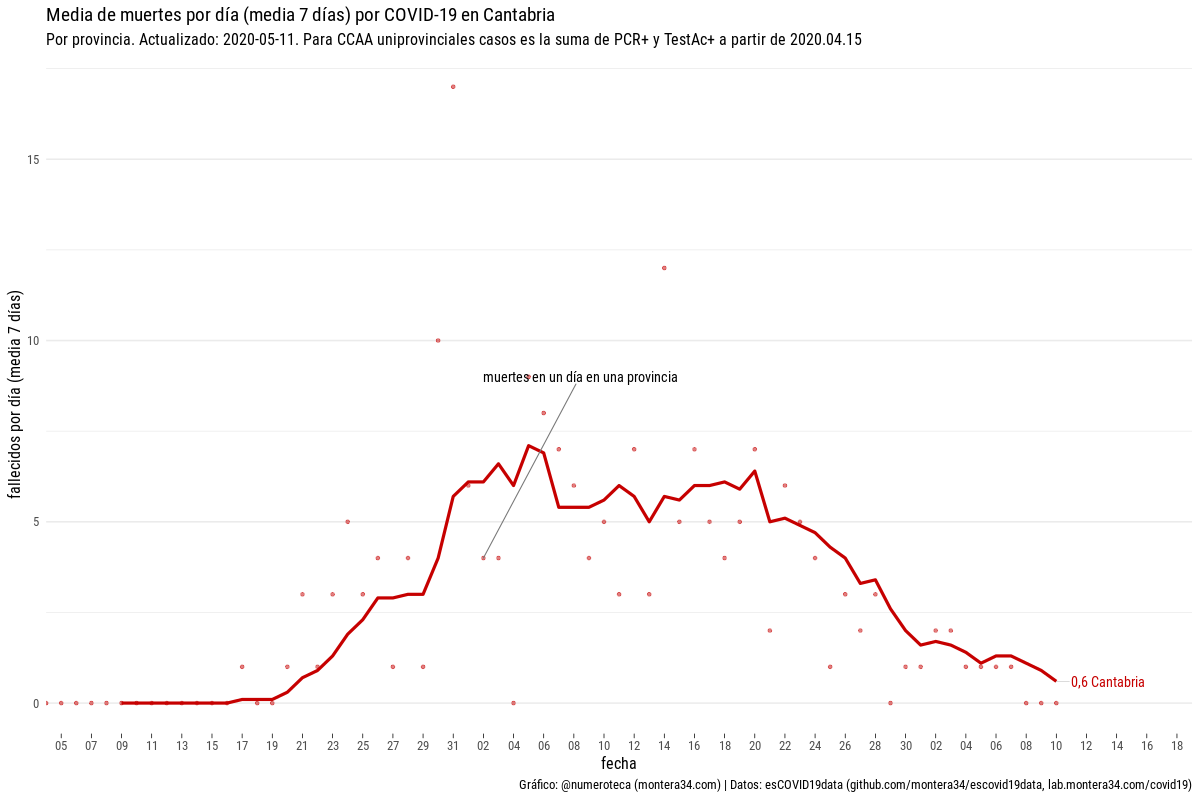 Media de muertes por día (media 7 días) por COVID-19 en Cantabria
Por provincia. Actualizado: 2020-05-11. Para CCAA uniprovinciales casos es la suma de PCR+ y TestAc+ a partir de 2020.04.15
fallecidos por día (media 7 días)
15
10
5
0
muertes en un día en una provincia
0,6 Cantabria
05 07 09 11 13 15 17 19 21 23 25 27 29 31 02 04 06 08 10 12 14 16 18 20 22 24 26 28 30 02 04 06 08 10 12 14 16 18
fecha
Gráfico: @numeroteca (montera34.com) | Datos: esCOVID19data (github.com/montera34/escovid19data, lab.montera34.com/covid19)